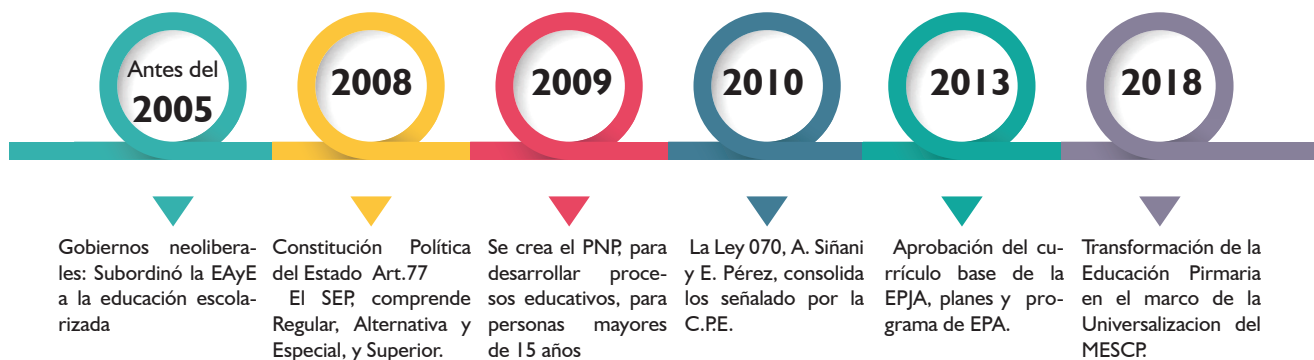 Antes del
2005
2008
2009
2010
2013
2018
Gobiernos neolibera-
les: Subordinó la EAyE
a la educación escola-
rizada
Constitución Política
del Estado Art.77
El SEP, comprende
Regular, Alternativa y
Especial, y Superior.
Se crea el PNP, para
desarrollar proce-
sos educativos, para
personas mayores
de 15 años
La Ley 070, A. Siñani
y E. Pérez, consolida
los señalado por la
C.P.E.
Aprobación del cu-
rrículo base de la
EPJA, planes y pro-
grama de EPA.
Transformación de la
Educación Pirmaria
en el marco de la
Universalizacion del
MESCP.